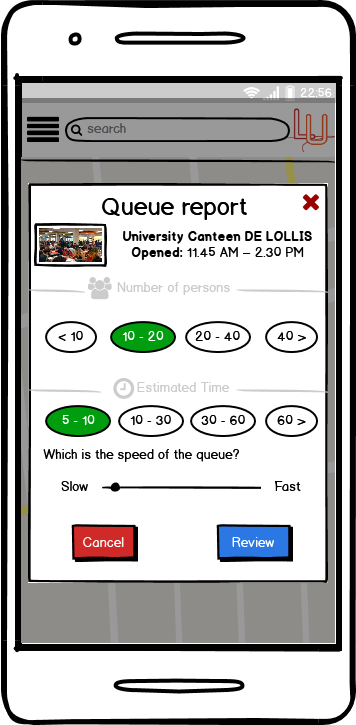 22:56
search
LU
Queue report
University Canteen DE LOLLIS
Opened: 11.45 AM – 2.30 PM
Number of persons
< 10
10 - 20
20 - 40
40 >
Estimated Time
5 - 10
10 - 30
30 - 60
60 >
Which is the speed of the queue?
Slow
Fast
Cancel
Review